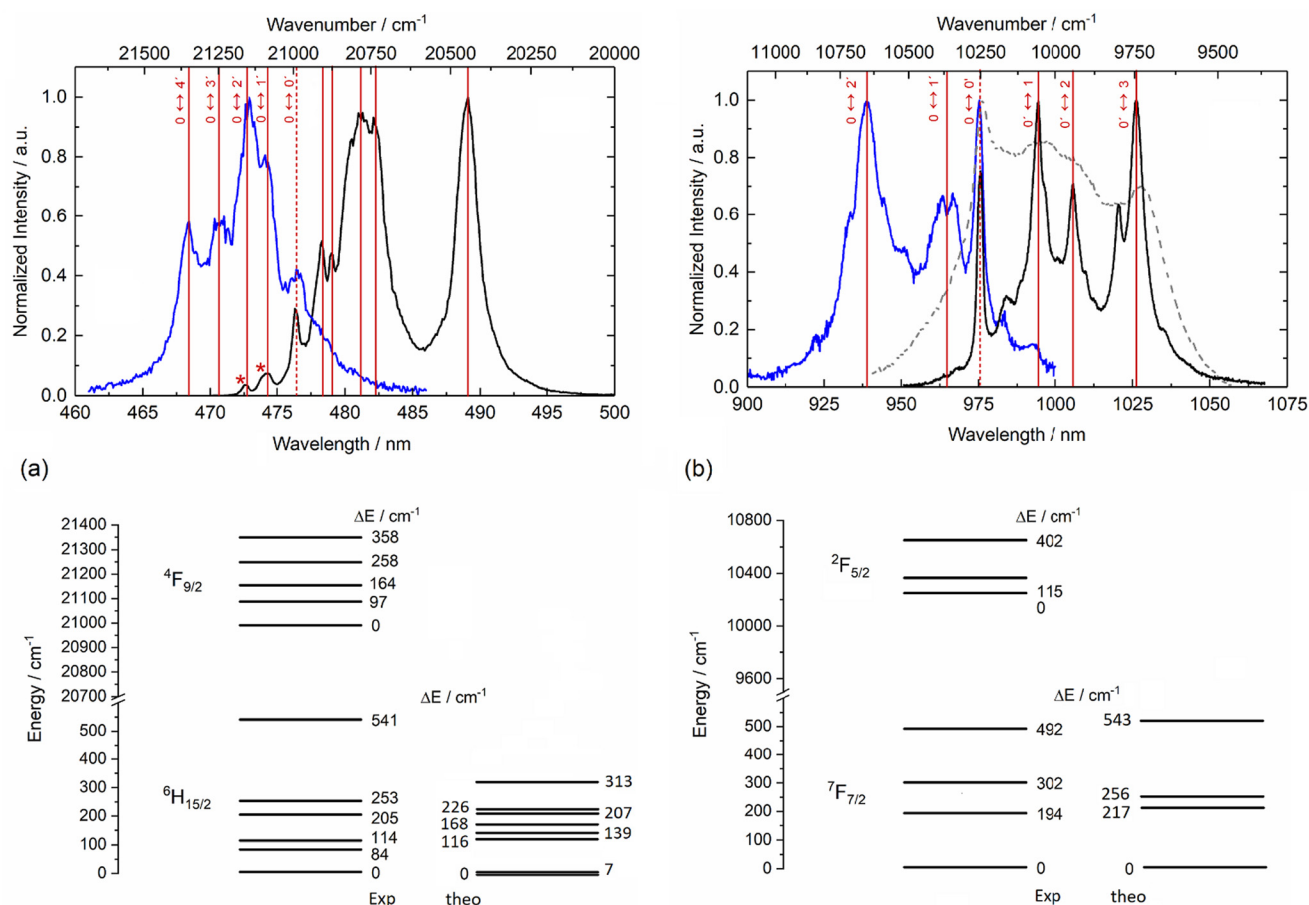 Wavenumber / cm-1
21500 21250 21000 20750 20500 20250 20000
0 ↔ 4´
0 ↔ 3´
0 ↔ 2´
0 ↔ 1´
0 ↔ 0´
1.0
0.8
0.6
0.4
0.2
0.0
Normalized Intensity / a.u.
* *
460 465 470 475 480 485 490 495 500
Wavelength / nm
(a)
Wavenumber / cm-1
11000 10750 10500 10250 10000 9750 9500
0 ↔ 2´
0 ↔ 1´
0 ↔ 0´
0´ ↔ 1
0´ ↔ 2
0´ ↔ 3
1.0
0.8
0.6
0.4
0.2
0.0
Normalized Intensity / a.u.
900 925 950 975 1000 1025 1050 1075
Wavelength / nm
(b)
ΔE / cm-1
21400
21300
21200
21100
21000
20900
20800
20700
500
400
300
200
100
0
Energy / cm-1
4F9/2
358
258
164
97
0
ΔE / cm-1
6H15/2
541
253
205
114
84
0
313
226
207
168
139
116
7
0
Exp theo
ΔE / cm-1
10800
10400
10000
9600
500
400
300
200
100
0
Energy / cm-1
2F5/2
402
115
0
ΔE / cm-1
7F7/2
492
302
194
0
543
256
217
0
Exp theo